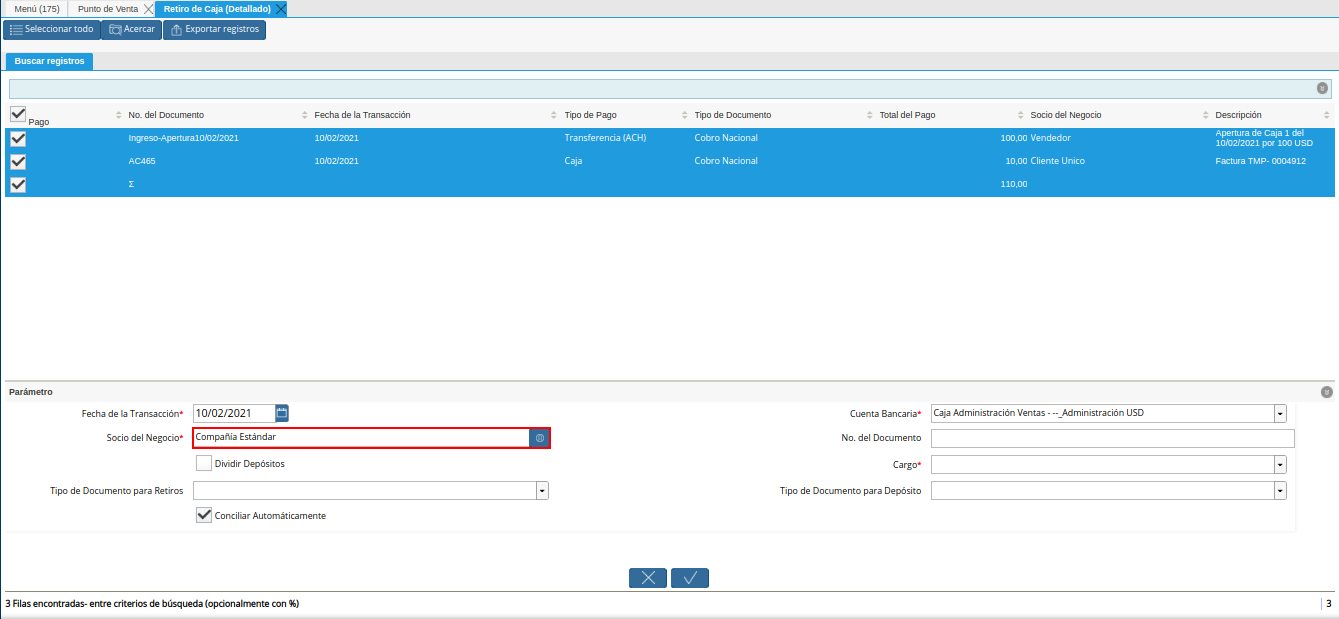 Menú (175) Punto de Venta Retiro de Caja (Detallado)
Seleccionar todo Acercar Exportar registros
Buscar registros
Pago No. del Documento Fecha de la Transacción Tipo de Pago Tipo de Documento Total del Pago Socio del Negocio Descripción
Ingreso-Apertura10/02/2021 10/02/2021 Transferencia (ACH) Cobro Nacional 100,00 Vendedor Apertura de Caja 1 del
10/02/2021 por 100 USD
AC465 10/02/2021 Caja Cobro Nacional 10,00 Cliente Unico Factura TMP- 0004912
Σ 110,00
Parámetro
Fecha de la Transacción* 10/02/2021 Cuenta Bancaria* Caja Administración Ventas - --_Administración USD
Socio del Negocio* Compañía Estándar No. del Documento
Dividir Depósitos Cargo*
Tipo de Documento para Retiros Tipo de Documento para Depósito
Conciliar Automáticamente
3 Filas encontradas- entre criterios de búsqueda (opcionalmente con %) 3